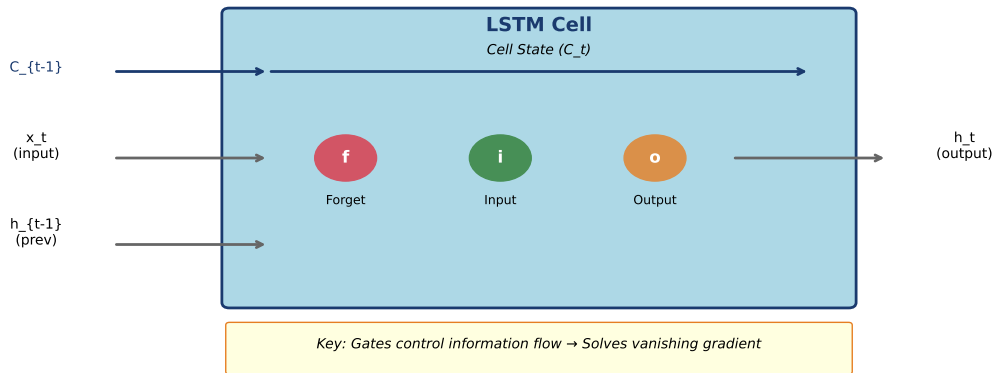 LSTM Cell
Cell State (C_t)
C_{t-1}
x_t
(input)
h_{t-1}
(prev)
f
i
o
Forget
Input
Output
h_t
(output)
Key: Gates control information flow → Solves vanishing gradient